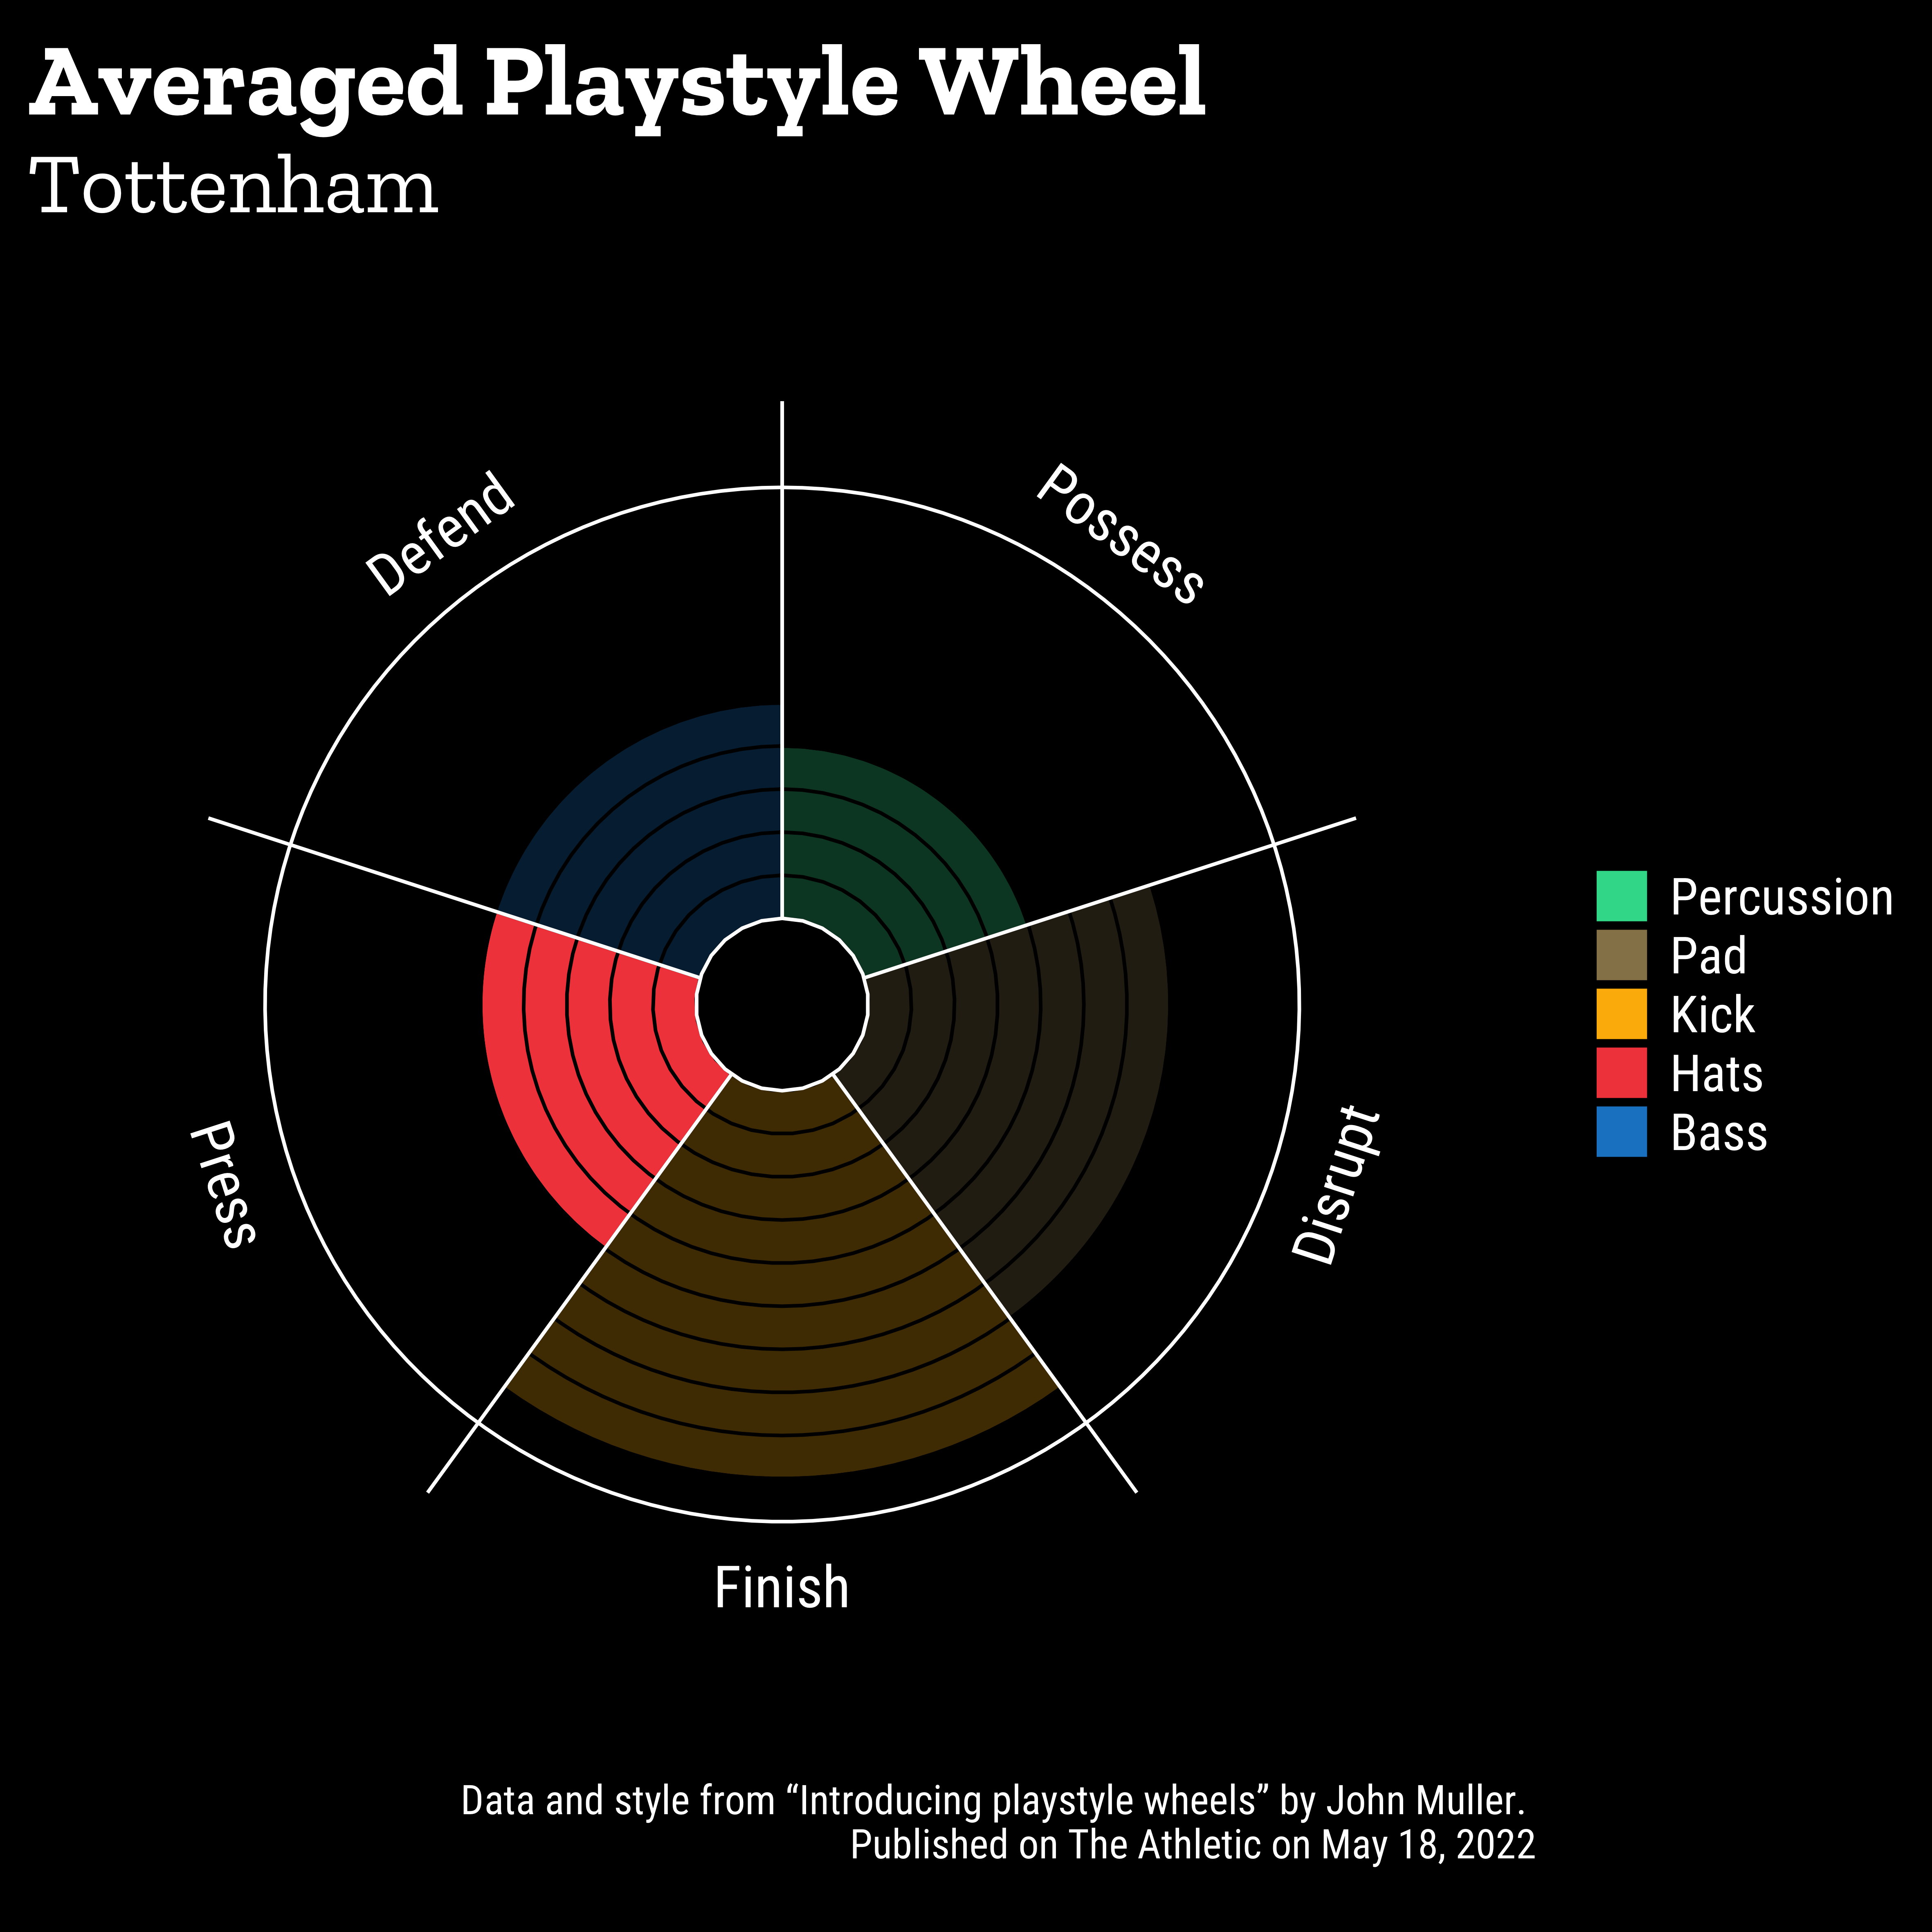 Averaged Playstyle Wheel
Tottenham
Defend
Possess
Press
Disrupt
Finish
Percussion
Pad
Kick
Hats
Bass
Data and style from “Introducing playstyle wheels” by John Muller.
Published on The Athletic on May 18, 2022